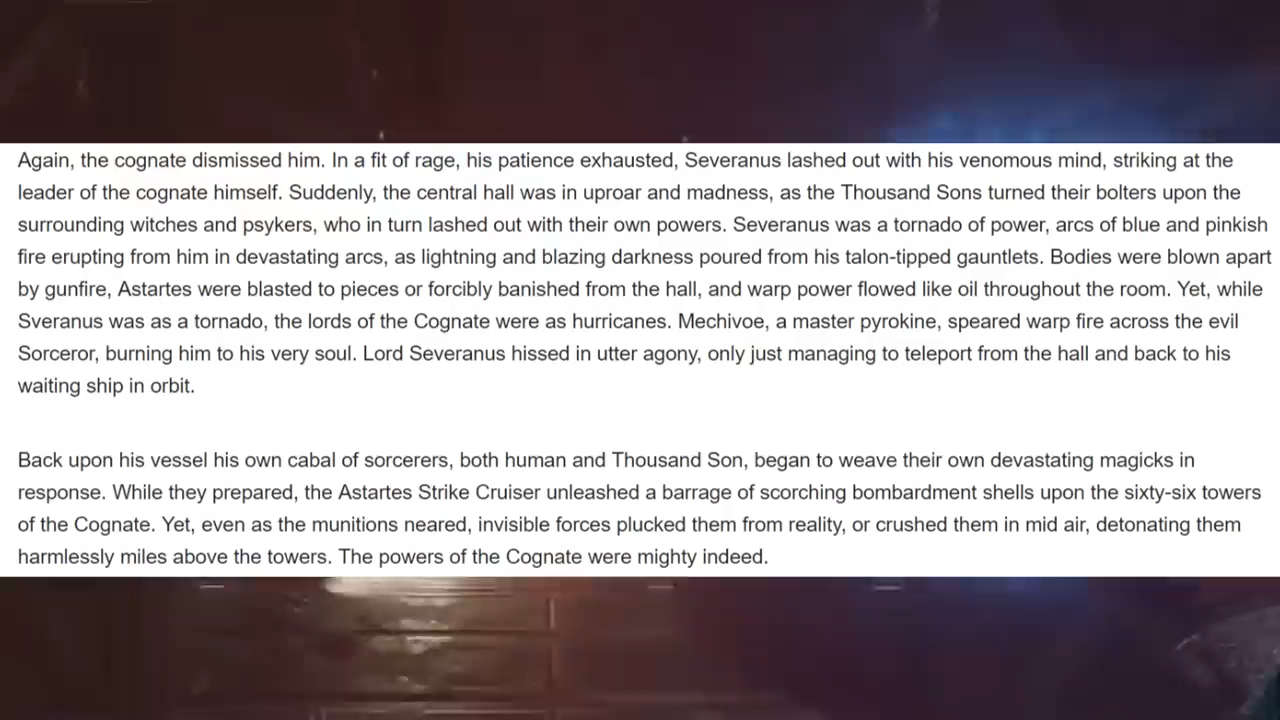 Again, the cognate dismissed him. In a fit of rage, his patience exhausted, Severanus lashed out with his venomous mind, striking at the
leader of the cognate himself. Suddenly, the central hall was in uproar and madness, as the Thousand Sons turned their bolters upon the
surrounding witches and psykers, who in turn lashed out with their own powers. Severanus was a tornado of power, arcs of blue and pinkish
fire erupting from him in devastating arcs, as lightning and blazing darkness poured from his talon-tipped gauntlets. Bodies were blown apart
by gunfire, Astartes were blasted to pieces or forcibly banished from the hall, and warp power flowed like oil throughout the room. Yet, while
Sveranus was as a tornado, the lords of the Cognate were as hurricanes. Mechivoe, a master pyrokine, speared warp fire across the evil
Sorceror, burning him to his very soul. Lord Severanus hissed in utter agony, only just managing to teleport from the hall and back to his
waiting ship in orbit.
Back upon his vessel his own cabal of sorcerers, both human and Thousand Son, began to weave their own devastating magicks in
response. While they prepared, the Astartes Strike Cruiser unleashed a barrage of scorching bombardment shells upon the sixty-six towers
of the Cognate. Yet, even as the munitions neared, invisible forces plucked them from reality, or crushed them in mid air, detonating them
harmlessly miles above the towers. The powers of the Cognate were mighty indeed.